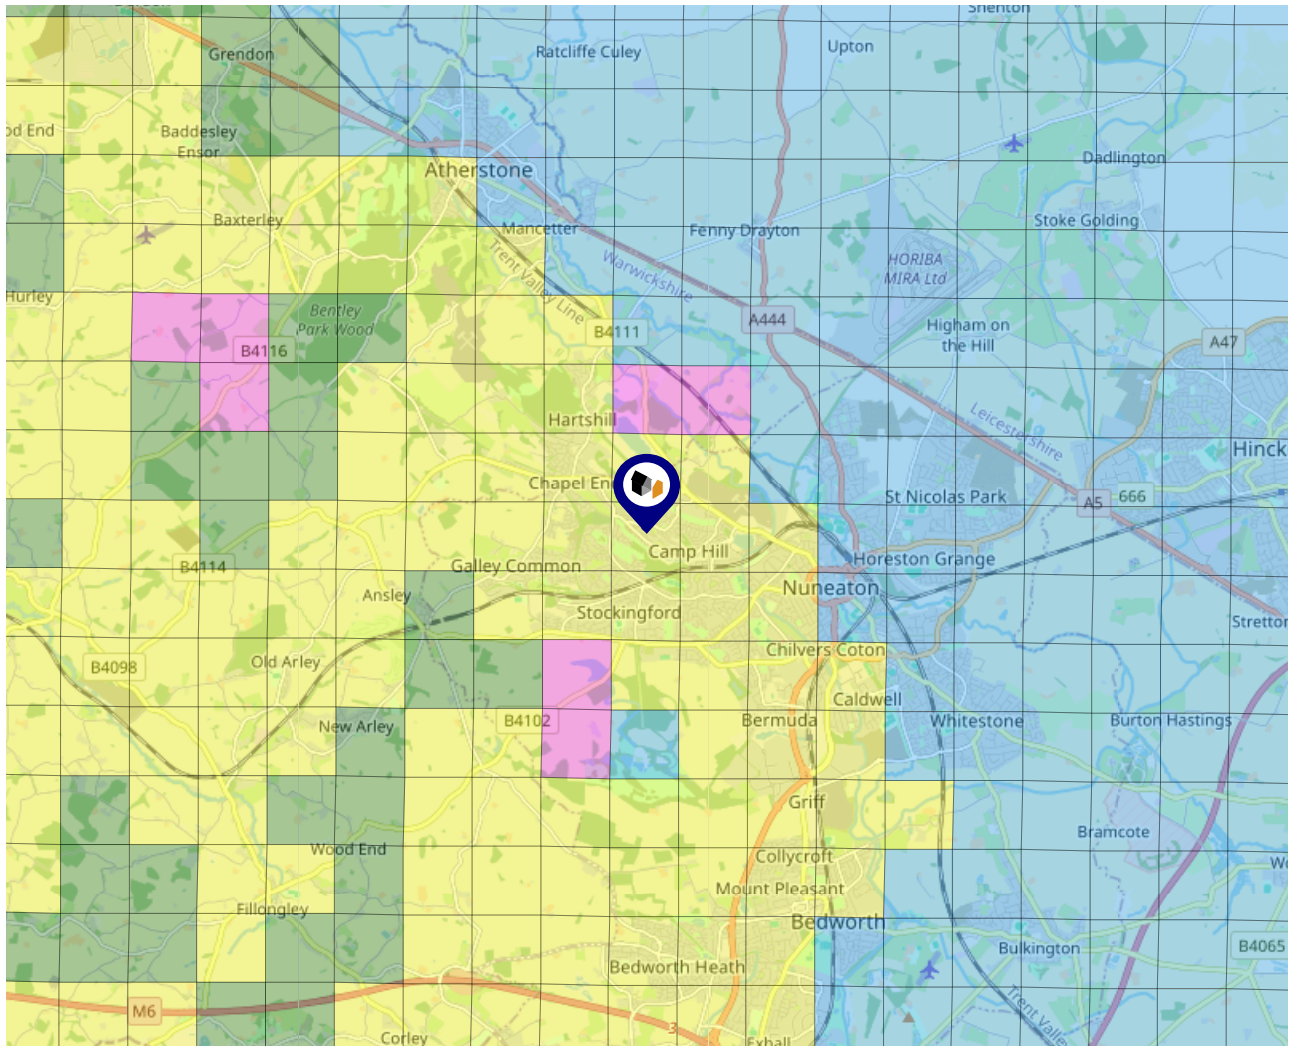 Shenton
Grendon
Ratcliffe Culey
Upton
od End
Baddesley
Ensor
Dadlington
Atherstone
Baxterley
Mancetter
Fenny Drayton
Stoke Golding
Trent Valley Line
Warwickshire
HORIBA
MIRA Ltd
Hurley
Bentley
Park Wood
B4111
A444
Higham on
the Hill
A47
B4116
Hartshill
Leicestershire
Hinck
Chapel En
St Nicolas Park
A5
666
Camp Hill
Horeston Grange
B4114
Galley Common
Ansley
Nuneaton
Stockingford
Stretton
Chilvers Coton
B4098
Old Arley
Caldwell
New Arley
B4102
Bermuda
Whitestone
Burton Hastings
Griff
Bramcote
Wood End
Collycroft
Wo
Mount Pleasant
Fillongley
Bedworth
Bulkington
B4065
Bedworth Heath
M6
Trent Valley
3
Corley
Exhall